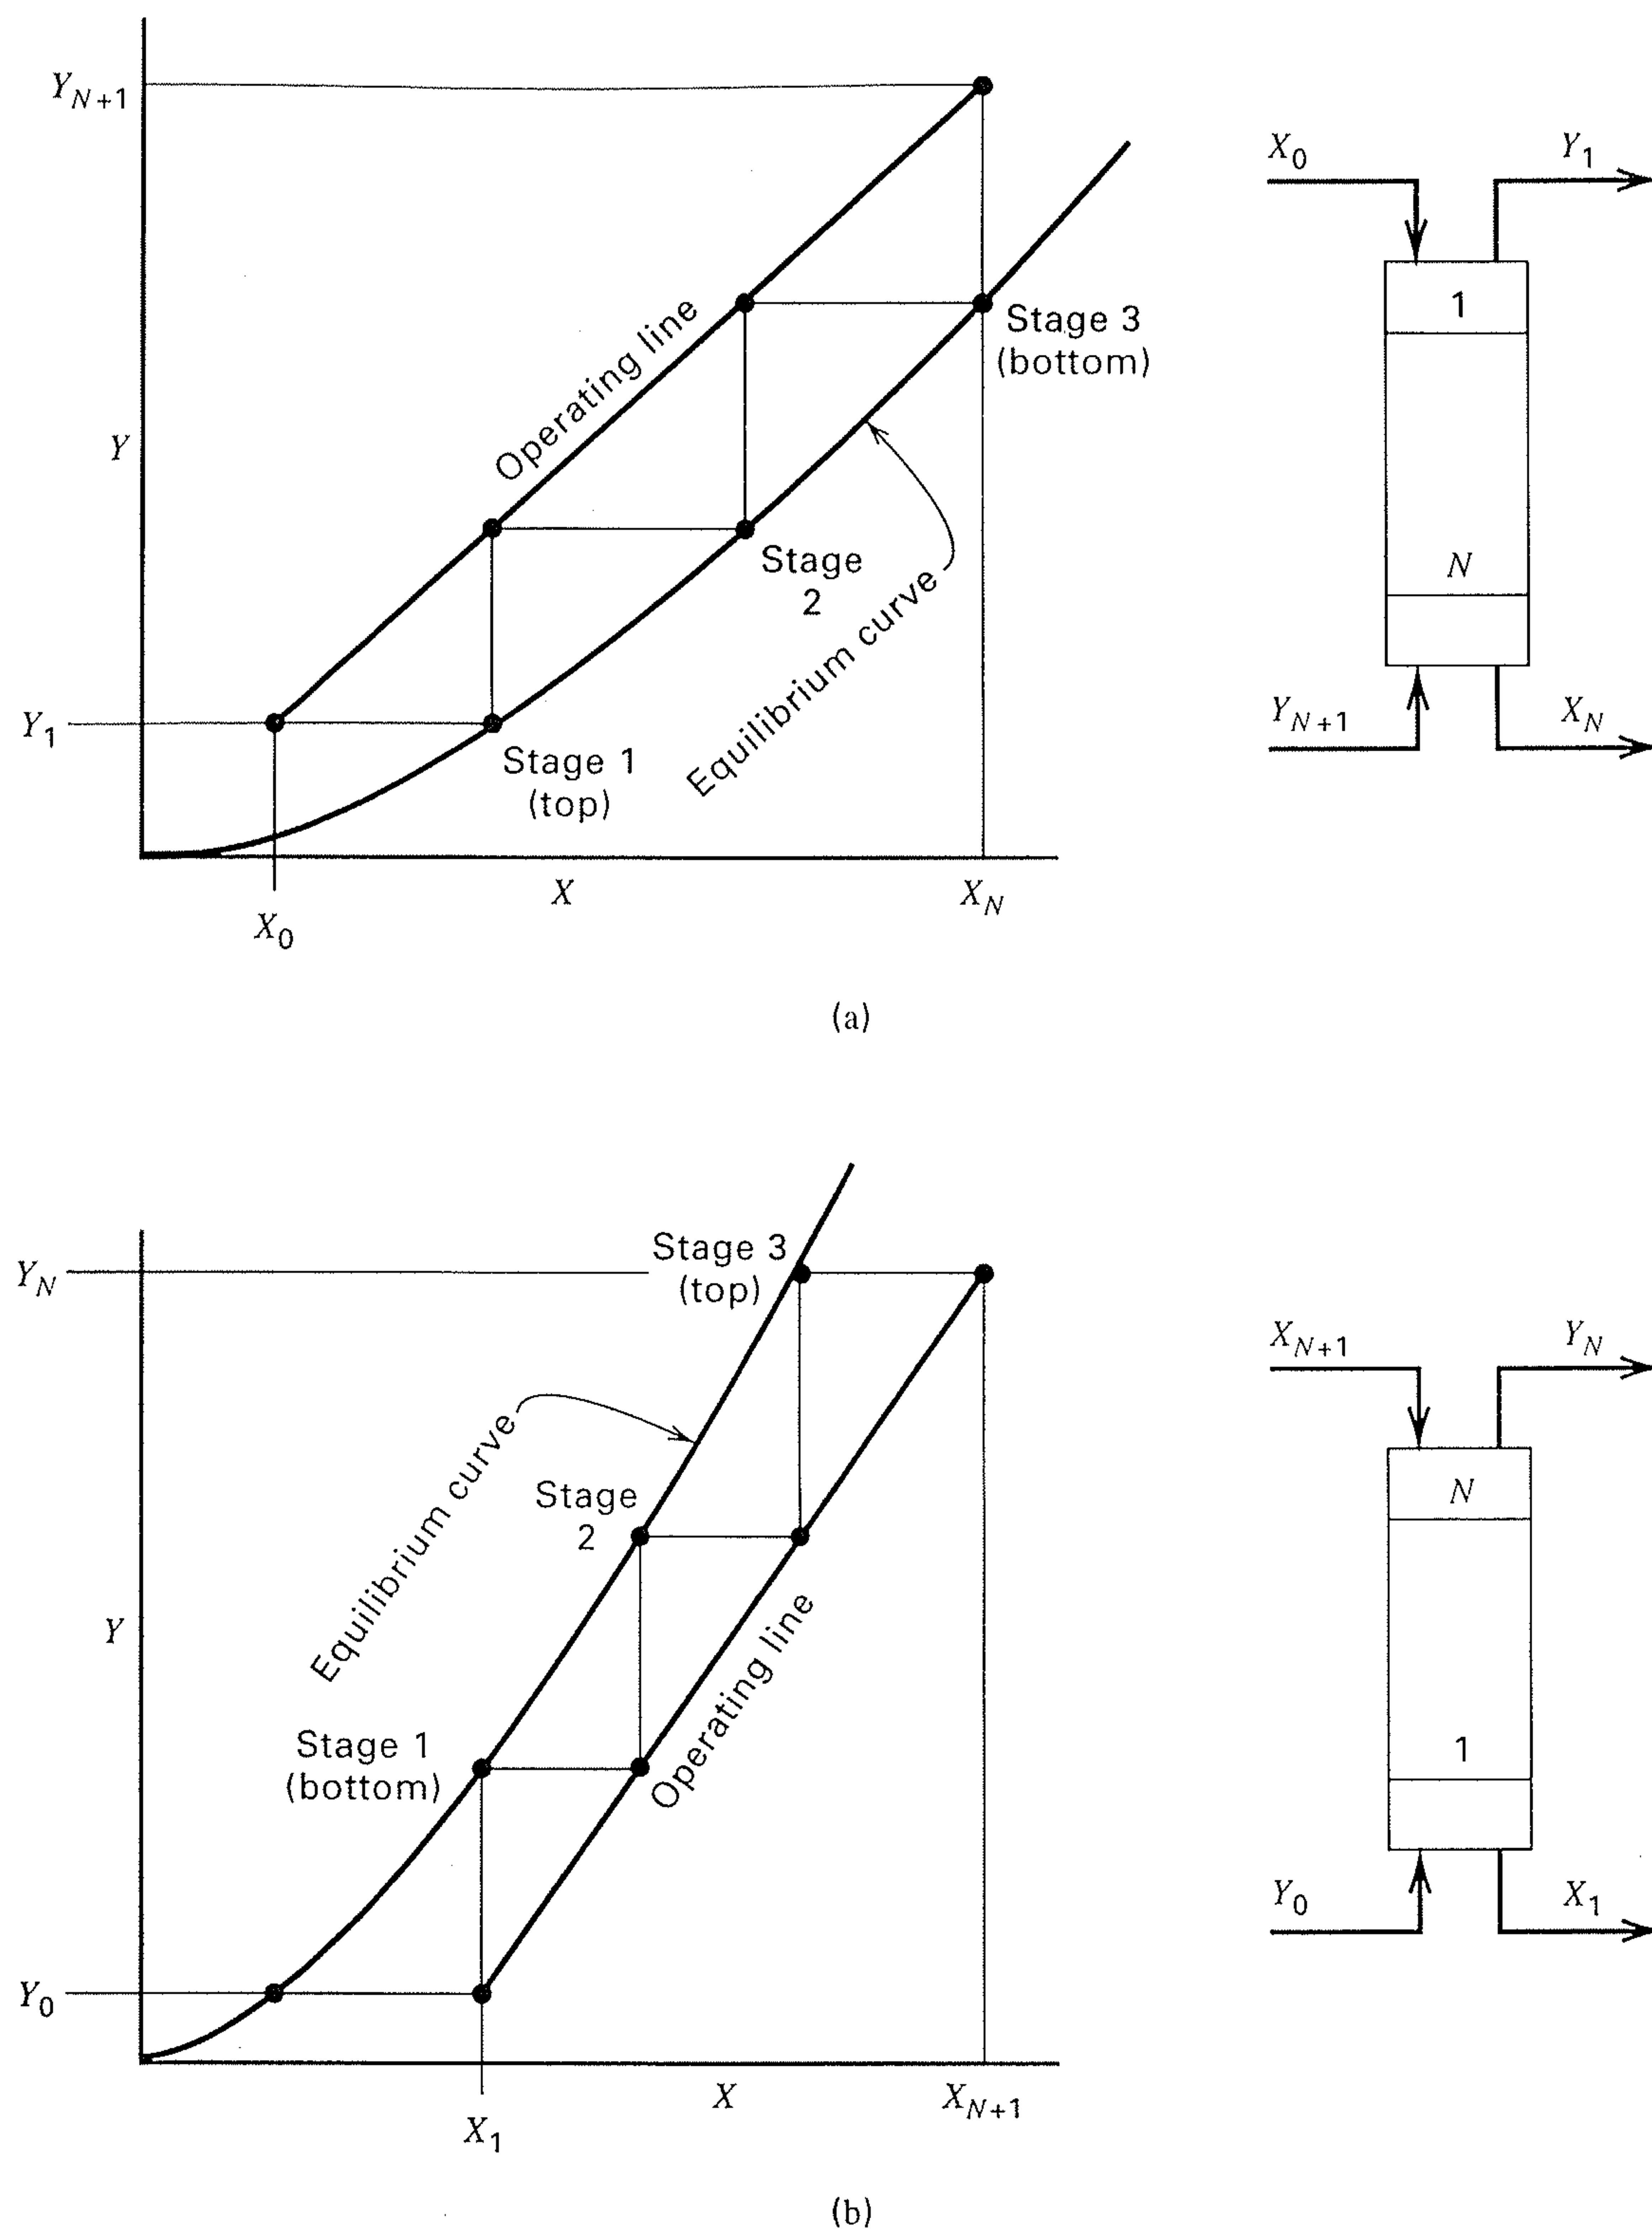 Y_{N+1}
X_0
Y_1
Stage 3
(bottom)
Operating line
1
Y
Stage
2
N
Equilibrium curve
Y_1
Stage 1
(top)
Y_{N+1}
X_N
X_0
X
X_N
(a)
Y_N
Stage 3
(top)
X_{N+1}
Y_N
Equilibrium curve
N
Stage
2
Y
Operating line
Stage 1
(bottom)
1
Y_0
Y_0
X_1
X_1
X
X_{N+1}
(b)